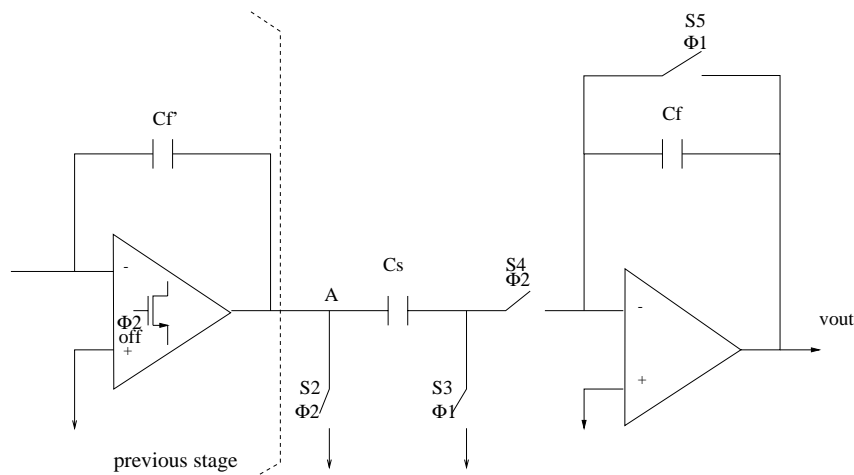 S5
Φ1
Cf'
Cf
-
Φ2
off
+
A
Cs
S4
Φ2
-
+
vout
S2
Φ2
S3
Φ1
previous stage